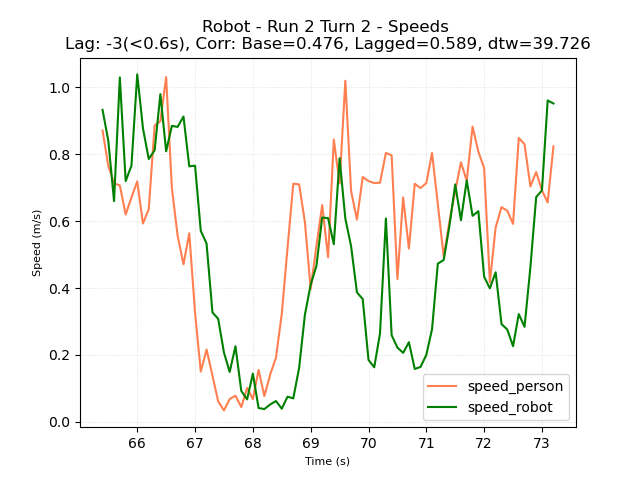 Robot - Run 2 Turn 2 - Speeds
Lag: -3(<0.6s), Corr: Base=0.476, Lagged=0.589, dtw=39.726
1.0
0.8
0.6
0.4
0.2
0.0
Speed (m/s)
speed_person
speed_robot
66 67 68 69 70 71 72 73
Time (s)